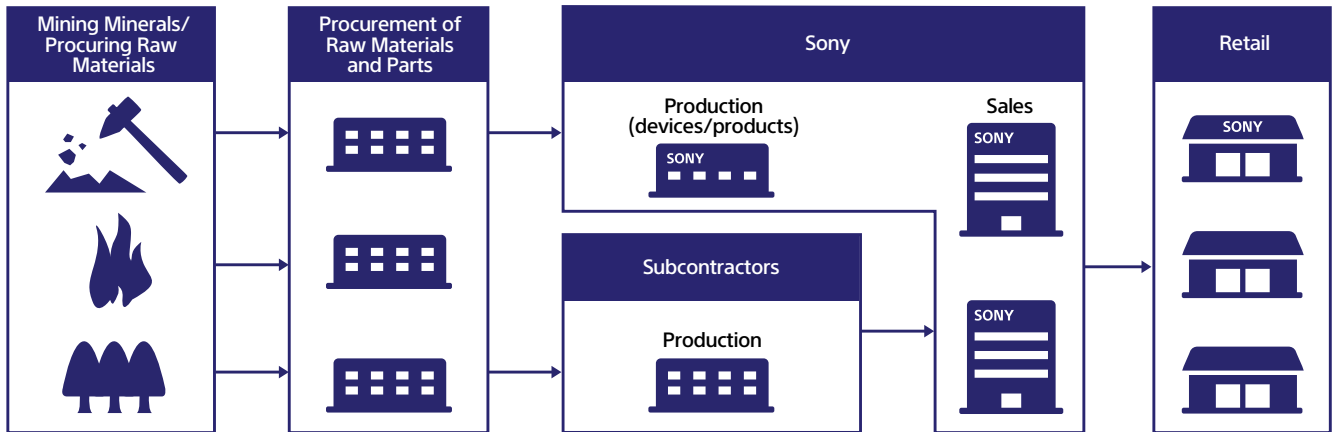 Mining Minerals/
Procuring Raw
Materials
Procurement of
Raw Materials
and Parts
Sony
Retail
Production
(devices/products)
SONY
Sales
SONY
SONY
Subcontractors
Production
SONY